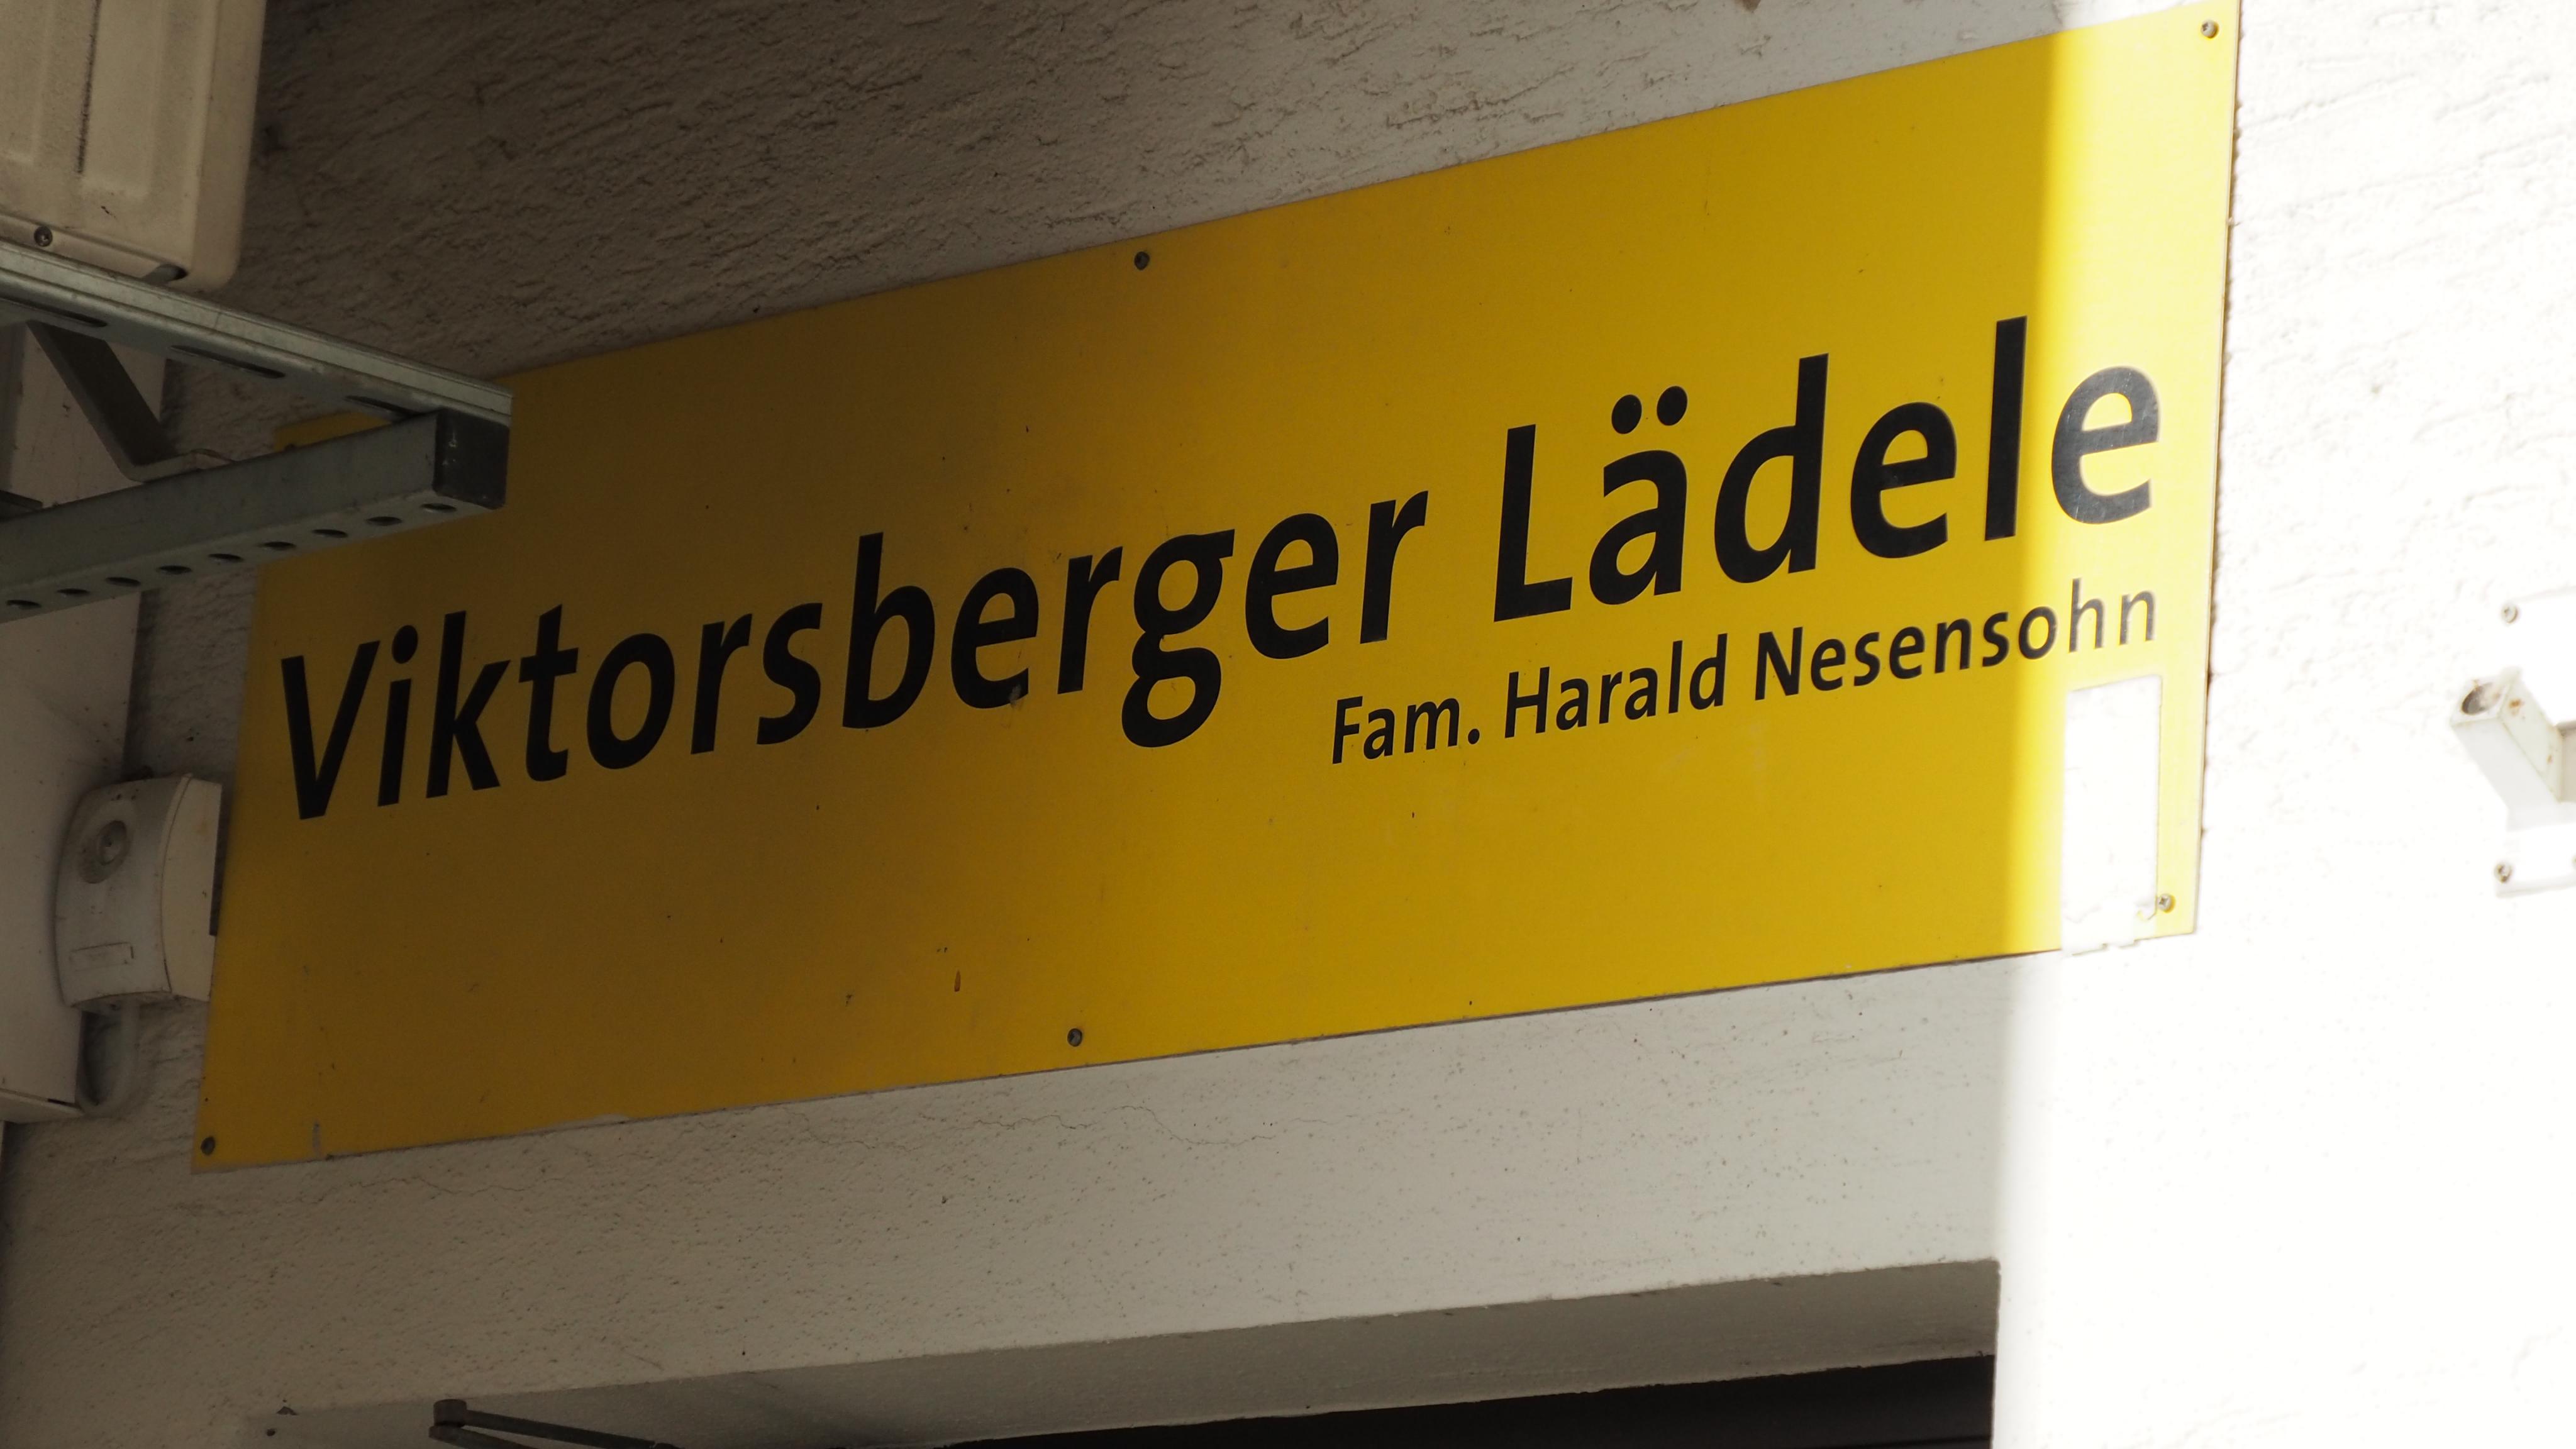 Viktorsberger Lädele
Fam. Harald Nesensohn